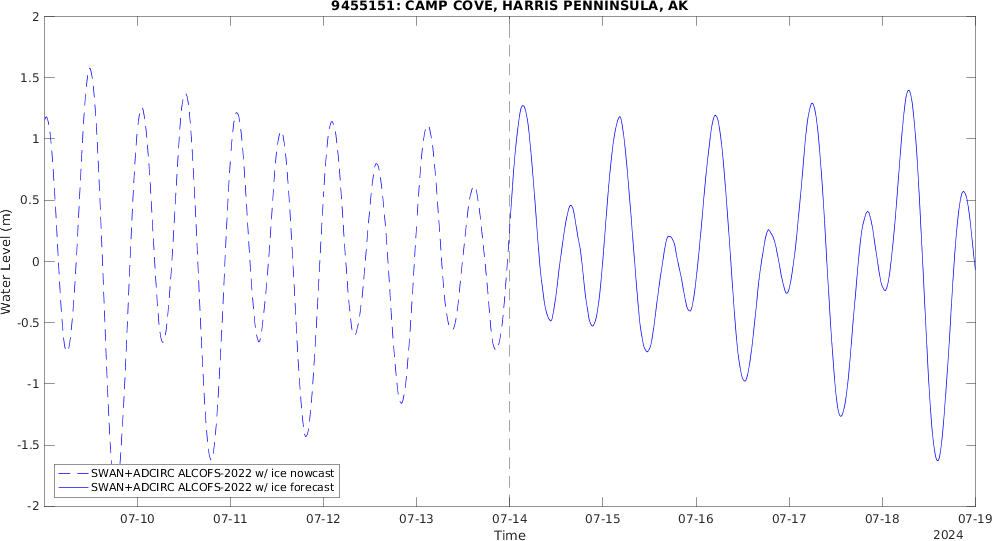 9455151: CAMP COVE, HARRIS PENNINSULA, AK
2
1.5
1
0.5
0
-0.5
-1
-1.5
-2
Water Level (m)
SWAN+ADCIRC ALCOFS-2022 w/ ice nowcast
SWAN+ADCIRC ALCOFS-2022 w/ ice forecast
07-10 07-11 07-12 07-13 07-14 07-15 07-16 07-17 07-18 07-19
Time
2024